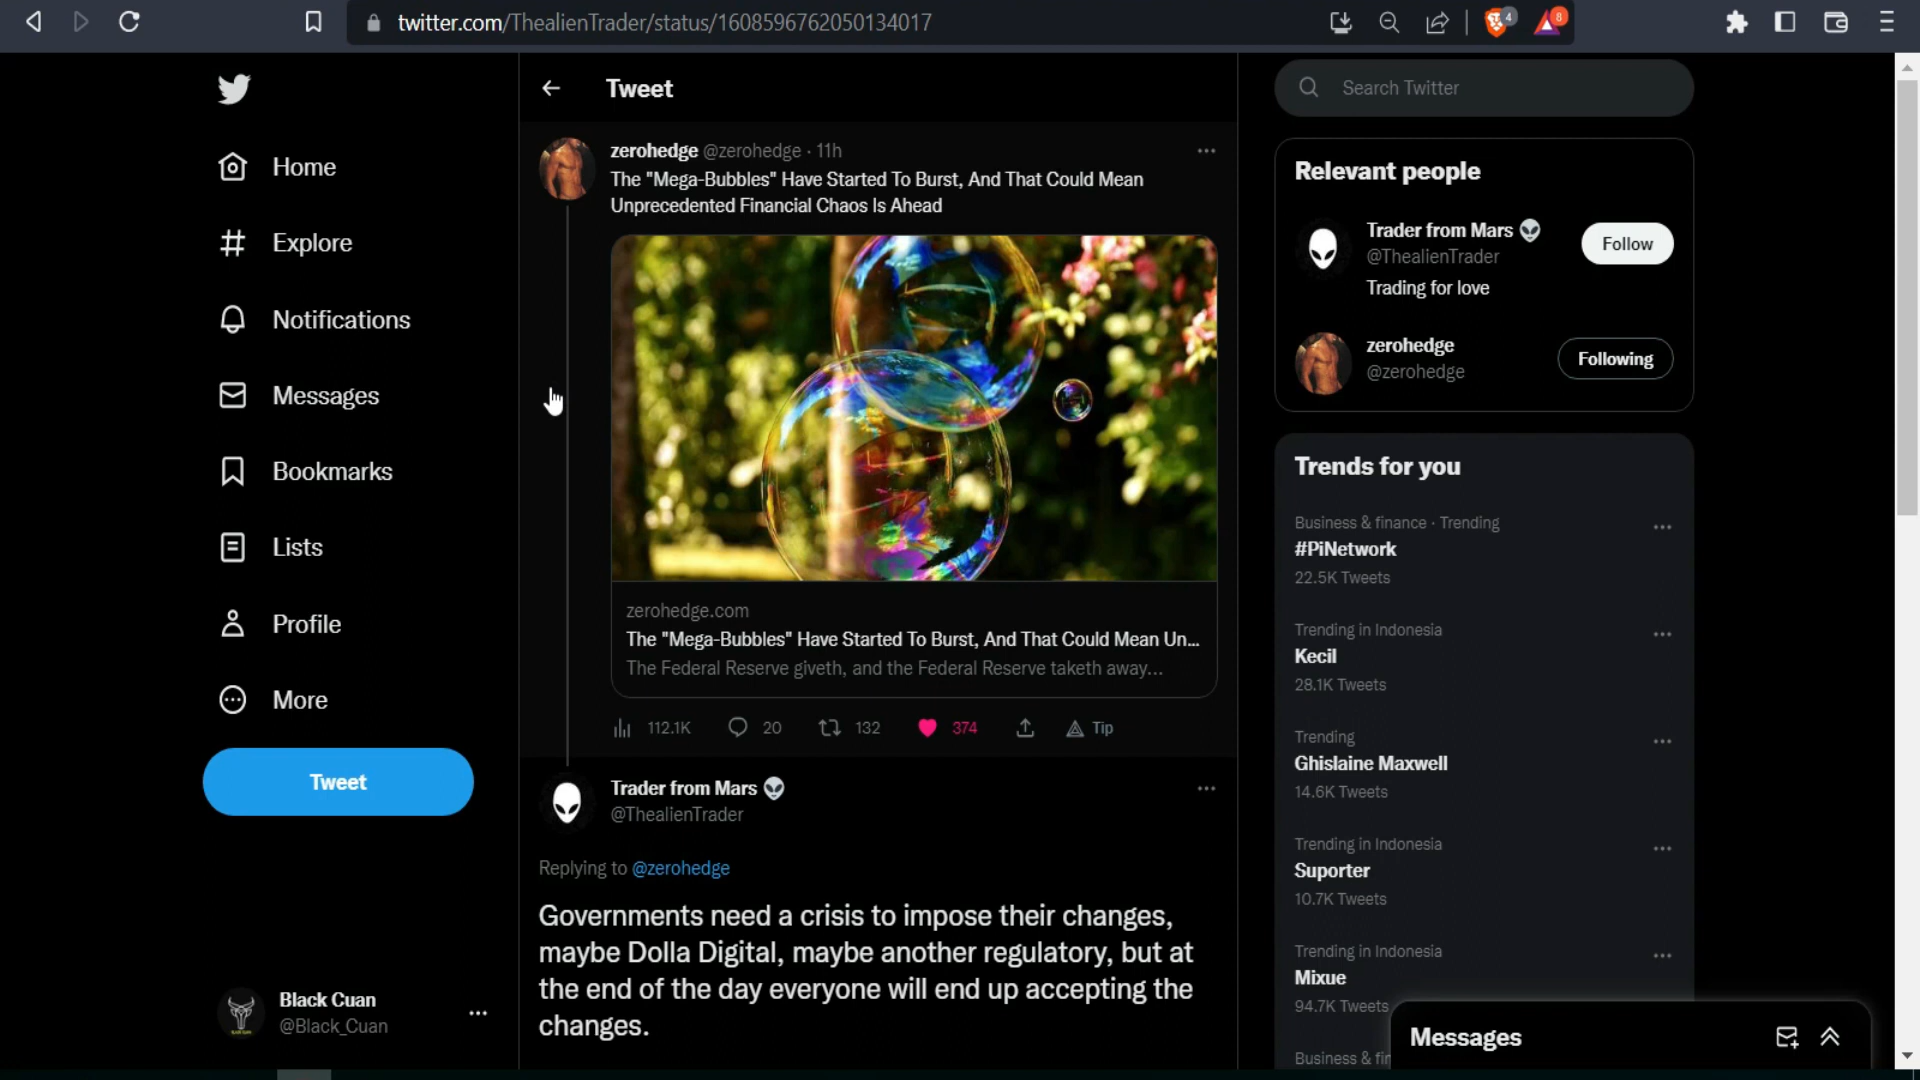 twitter.com/ThealienTrader/status/1608596762050134017
4
8
Home
Explore
Notifications
Messages
Bookmarks
Lists
Profile
More
Tweet
Black Cuan
@Black_Cuan
Tweet
zerohedge @zerohedge · 11h
The "Mega-Bubbles" Have Started To Burst, And That Could Mean
Unprecedented Financial Chaos Is Ahead
zerohedge.com
The "Mega-Bubbles" Have Started To Burst, And That Could Mean Un...
The Federal Reserve giveth, and the Federal Reserve taketh away...
112.1K 20 132 374 Tip
Trader from Mars
@ThealienTrader
Replying to @zerohedge
Governments need a crisis to impose their changes,
maybe Dolla Digital, maybe another regulatory, but at
the end of the day everyone will end up accepting the
changes.
Search Twitter
Relevant people
Trader from Mars
@ThealienTrader
Follow
Trading for love
zerohedge
@zerohedge
Following
Trends for you
Business & finance · Trending
#PiNetwork
22.5K Tweets
Trending in Indonesia
Kecil
28.1K Tweets
Trending
Ghislaine Maxwell
14.6K Tweets
Trending in Indonesia
Suporter
10.7K Tweets
Trending in Indonesia
Mixue
94.7K Tweets
Business & fin
Messages